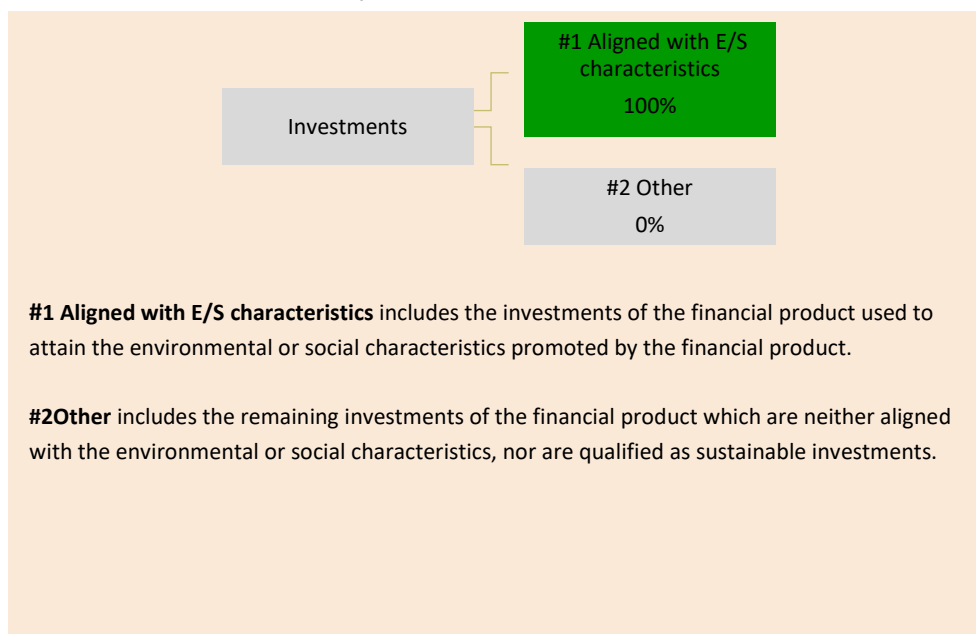 #1 Aligned with E/S
characteristics
100%
Investments
#2 Other
0%
#1 Aligned with E/S characteristics includes the investments of the financial product used to
attain the environmental or social characteristics promoted by the financial product.
#2Other includes the remaining investments of the financial product which are neither aligned
with the environmental or social characteristics, nor are qualified as sustainable investments.